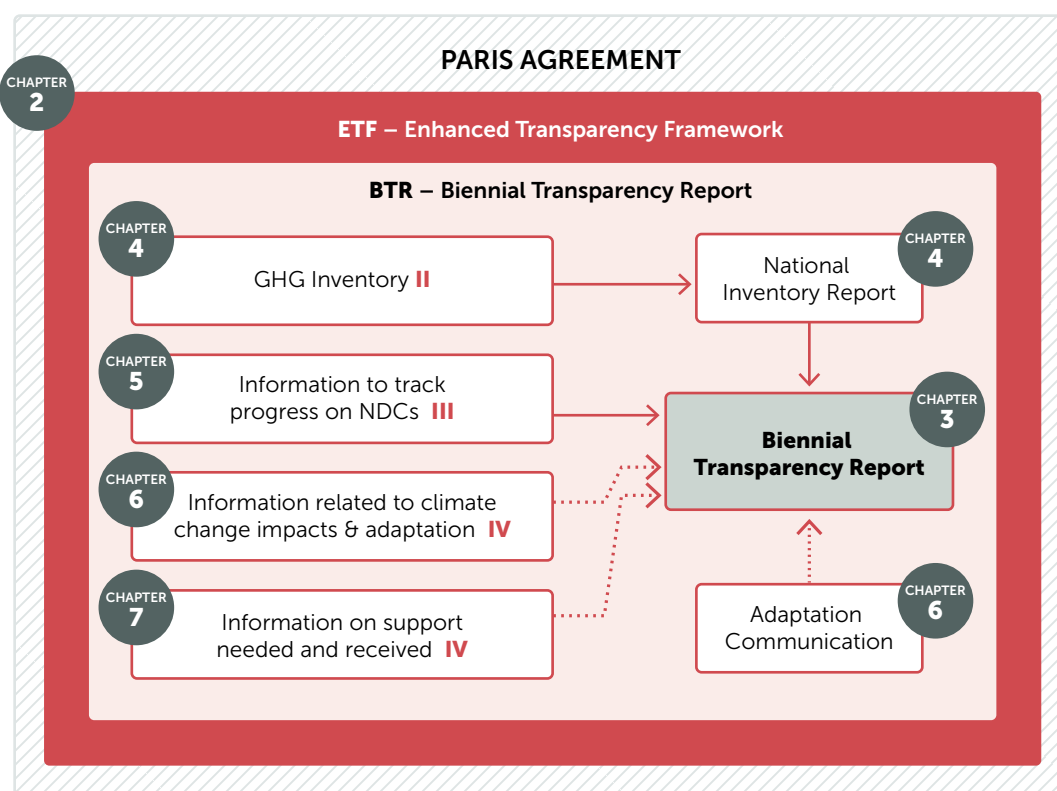 PARIS AGREEMENT
CHAPTER
2
ETF – Enhanced Transparency Framework
BTR – Biennial Transparency Report
CHAPTER
4
GHG Inventory II
National
Inventory Report
CHAPTER
4
CHAPTER
5
Information to track
progress on NDCs III
CHAPTER
3
Biennial
Transparency Report
CHAPTER
6
Information related to climate
change impacts & adaptation IV
CHAPTER
7
Information on support
needed and received IV
CHAPTER
6
Adaptation
Communication